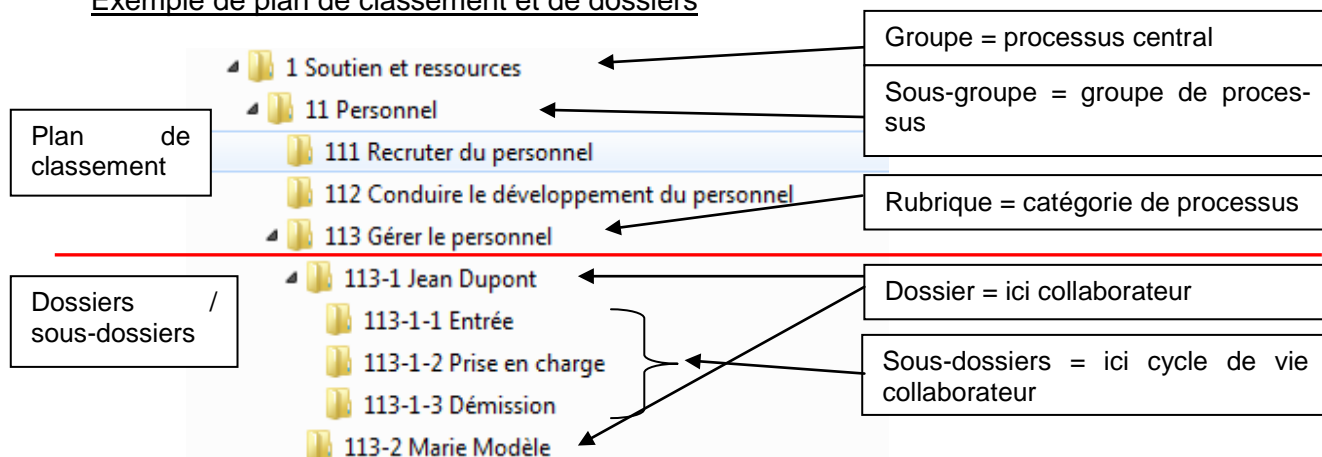 Exemple de plan de classement et de dossiers
Groupe = processus central
1 Soutien et ressources
Sous-groupe = groupe de proces-
sus
11 Personnel
Plan de
classement
111 Recruter du personnel
112 Conduire le développement du personnel
Rubrique = catégorie de processus
113 Gérer le personnel
113-1 Jean Dupont
Dossiers /
sous-dossiers
Dossier = ici collaborateur
113-1-1 Entrée
113-1-2 Prise en charge
Sous-dossiers = ici cycle de vie
collaborateur
113-1-3 Démission
113-2 Marie Modèle